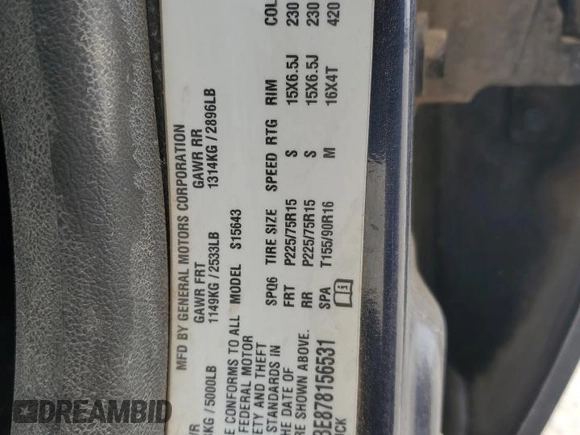 MFD BY GENERAL MOTORS CORPORATION
GAWR FRT GAWR RR
KG / 5000LB 1149KG / 2533LB 1314KG / 2896LB
E CONFORMS TO ALL MODEL S15643
FEDERAL MOTOR
ETY AND THEFT
STANDARDS IN
THE DATE OF
RE SHOWN ABOVE.
SPQ6 TIRE SIZE SPEED RTG RIM COL
FRT P225/75R15 S 15X6.5J 230
RR P225/75R15 S 15X6.5J 230
SPA T155/90R16 M 16X4T 420
E878156531
DREAMBID